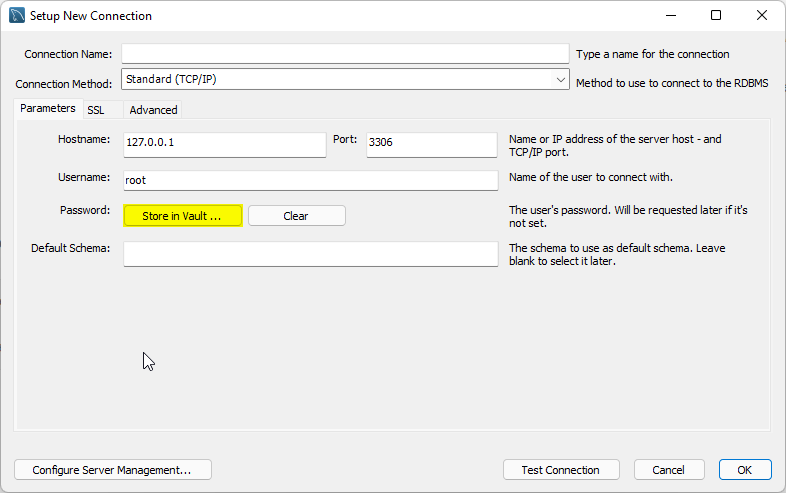 Setup New Connection
Connection Name: Type a name for the connection
Connection Method: Standard (TCP/IP) Method to use to connect to the RDBMS
Parameters SSL Advanced
Hostname: 127.0.0.1 Port: 3306 Name or IP address of the server host - and
TCP/IP port.
Username: root Name of the user to connect with.
Password: Store in Vault ... Clear The user's password. Will be requested later if it's
not set.
Default Schema: The schema to use as default schema. Leave
blank to select it later.
Configure Server Management... Test Connection Cancel OK